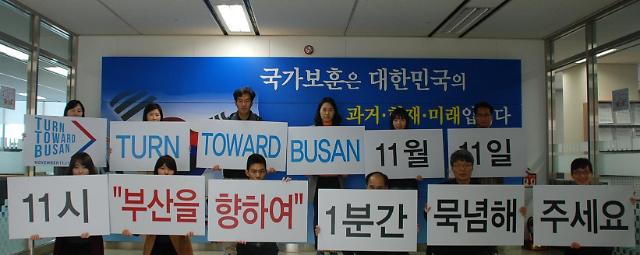 국가보훈은 대한민국의
과거·현재·미래입니다
TURN
TOWARD
BUSAN
NOVEMBER 11,
TURN TOWARD BUSAN 11월 11일
11시 "부산을 향하여" 1분간 묵념해 주세요